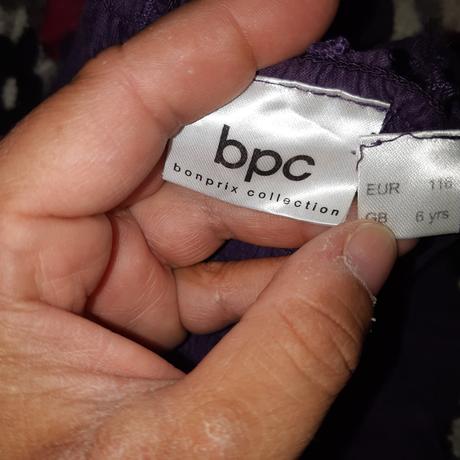 bpc
bonprix collection
EUR 116
GB 6 yrs